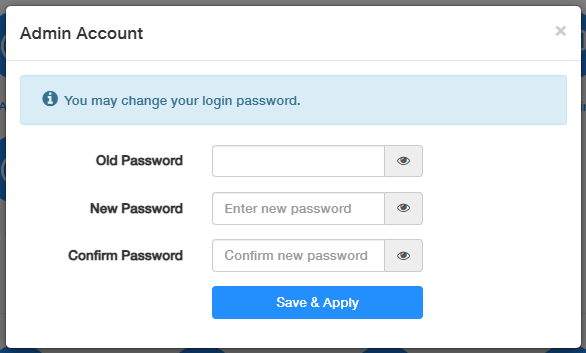 Admin Account
×
You may change your login password.
Old Password
New Password
Enter new password
Confirm Password
Confirm new password
Save & Apply